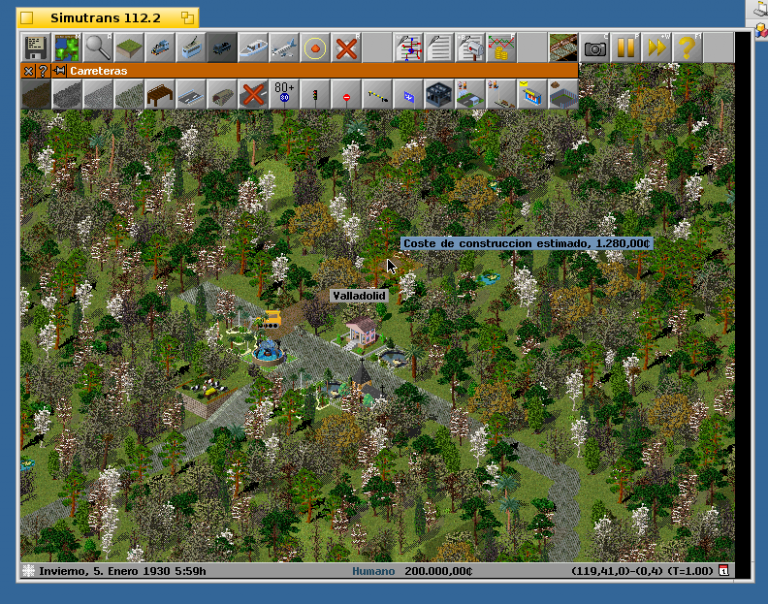 Simutrans 112.2
Carreteras
80+
80
Coste de construccion estimado, 1.280,00¢
Valladolid
Invierno, 5. Enero 1930 5:59h
Humano 200.000,00¢
(119,41,0)-(0,4) (T=1.00)